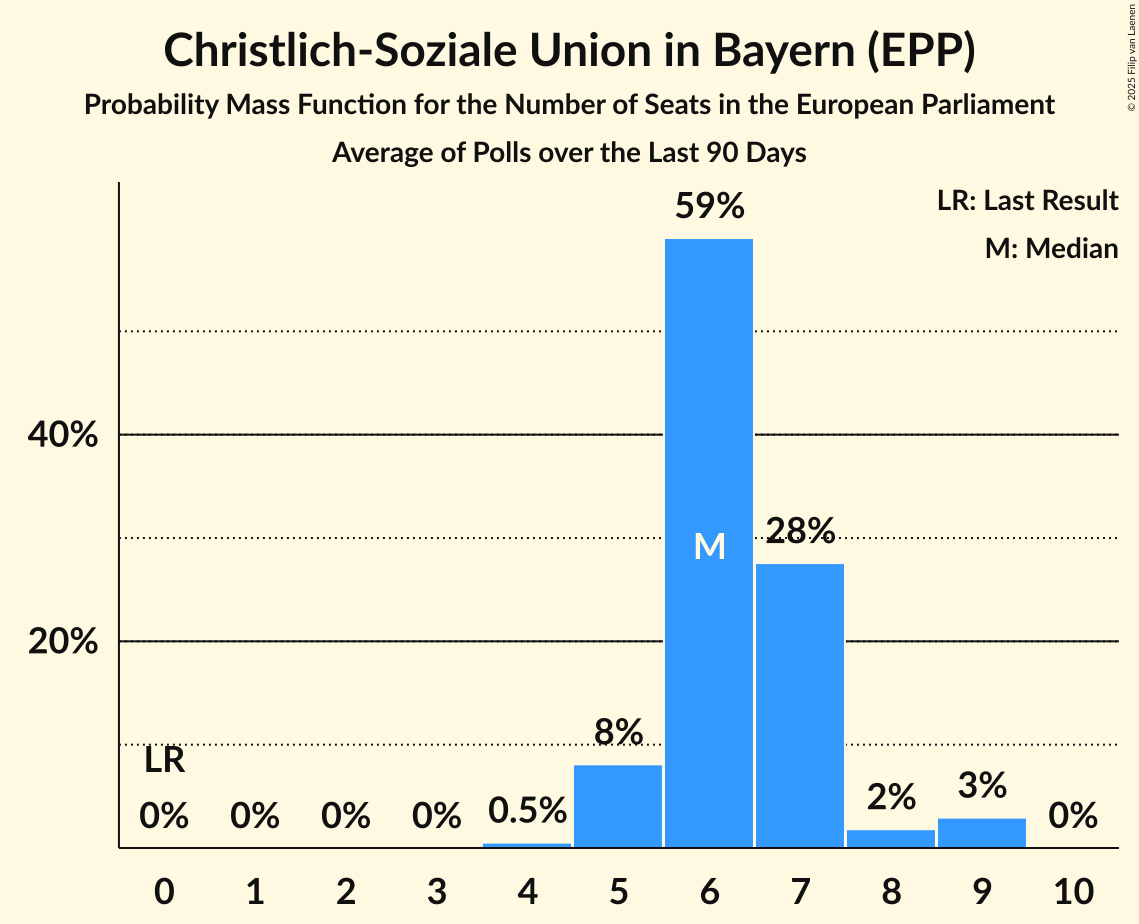 Christlich-Soziale Union in Bayern (EPP)
Probability Mass Function for the Number of Seats in the European Parliament
Average of Polls over the Last 90 Days
© 2025 Filip van Laenen
LR: Last Result
M: Median
59%
40%
M
28%
20%
8%
LR
0%
0%
0%
0%
0.5%
2%
3%
0%
0 1 2 3 4 5 6 7 8 9 10